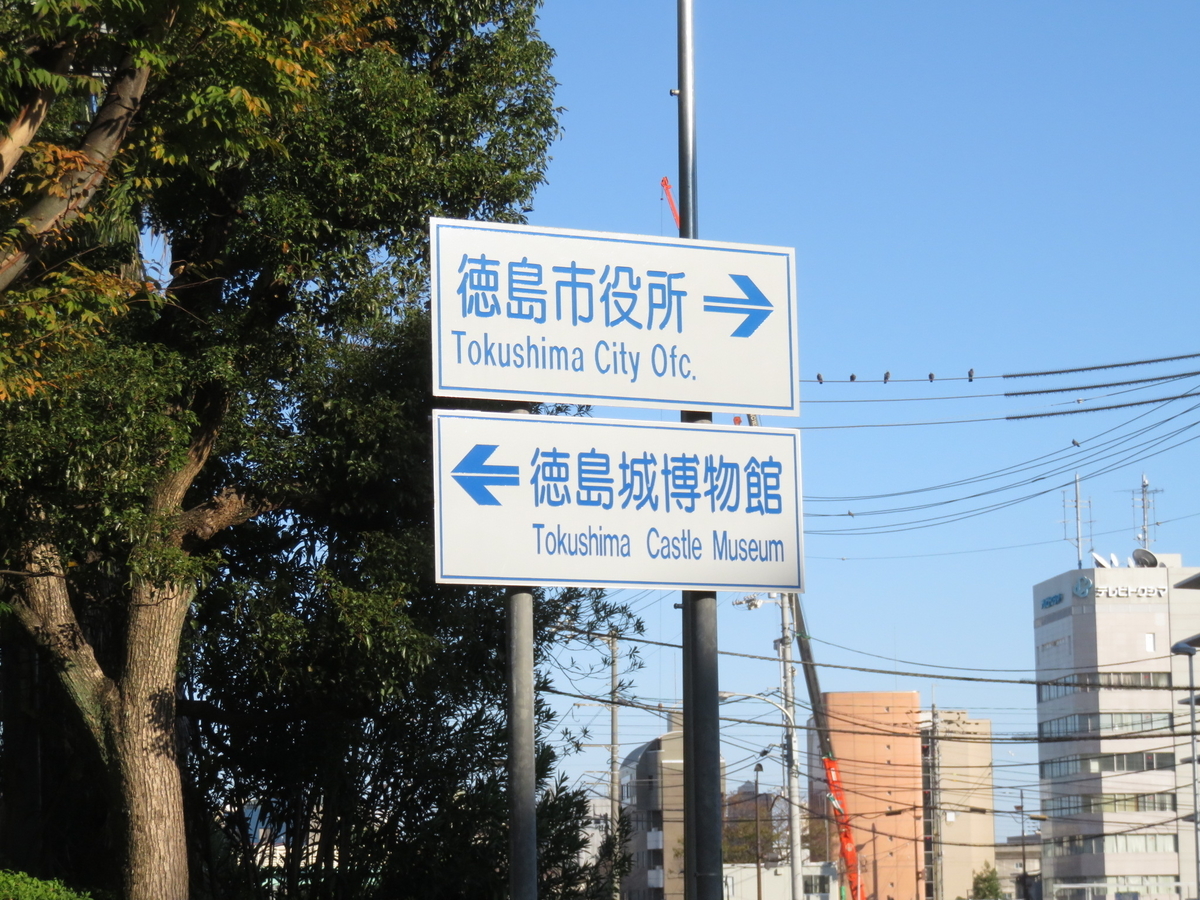 徳島市役所
Tokushima City Ofc.
徳島城博物館
Tokushima Castle Museum
テレビトクシマ